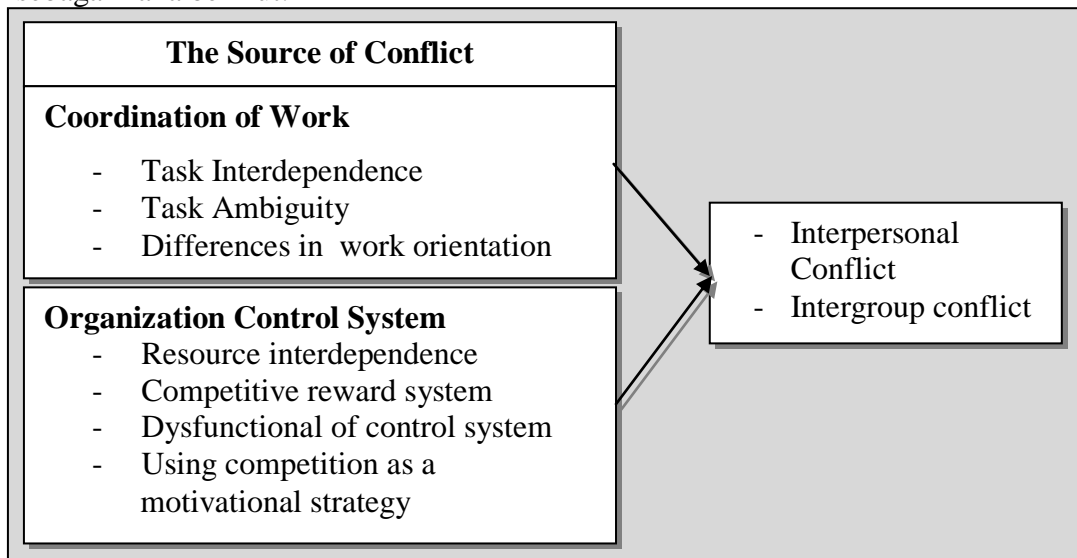 The Source of Conflict
Coordination of Work
- Task Interdependence
- Task Ambiguity
- Differences in work orientation
Organization Control System
- Resource interdependence
- Competitive reward system
- Dysfunctional of control system
- Using competition as a
motivational strategy
- Interpersonal
Conflict
- Intergroup conflict